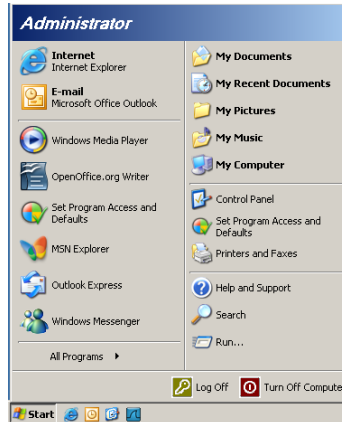 Administrator
Internet
Internet Explorer
E-mail
Microsoft Office Outlook
Windows Media Player
OpenOffice.org Writer
Set Program Access and
Defaults
MSN Explorer
Outlook Express
Windows Messenger
All Programs
My Documents
My Recent Documents
My Pictures
My Music
My Computer
Control Panel
Set Program Access and
Defaults
Printers and Faxes
Help and Support
Search
Run...
Log Off
Turn Off Compute
Start